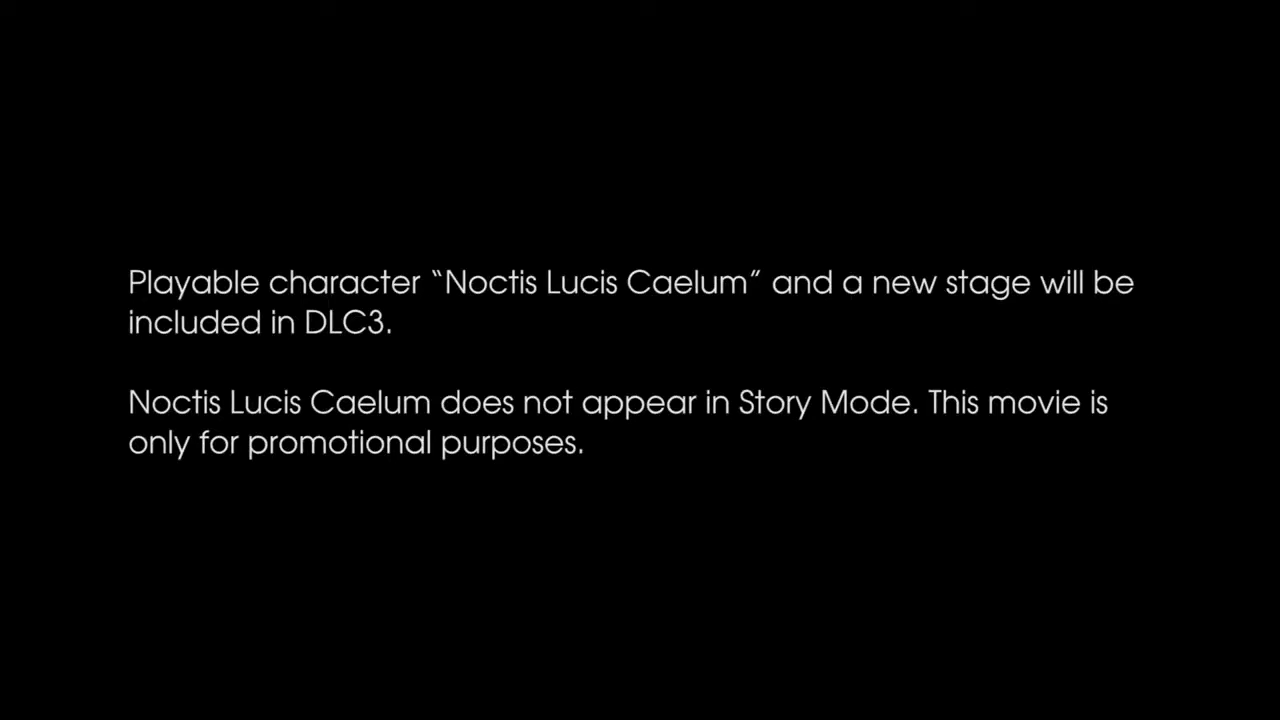 Playable character “Noctis Lucis Caelum” and a new stage will be
included in DLC3.
Noctis Lucis Caelum does not appear in Story Mode. This movie is
only for promotional purposes.